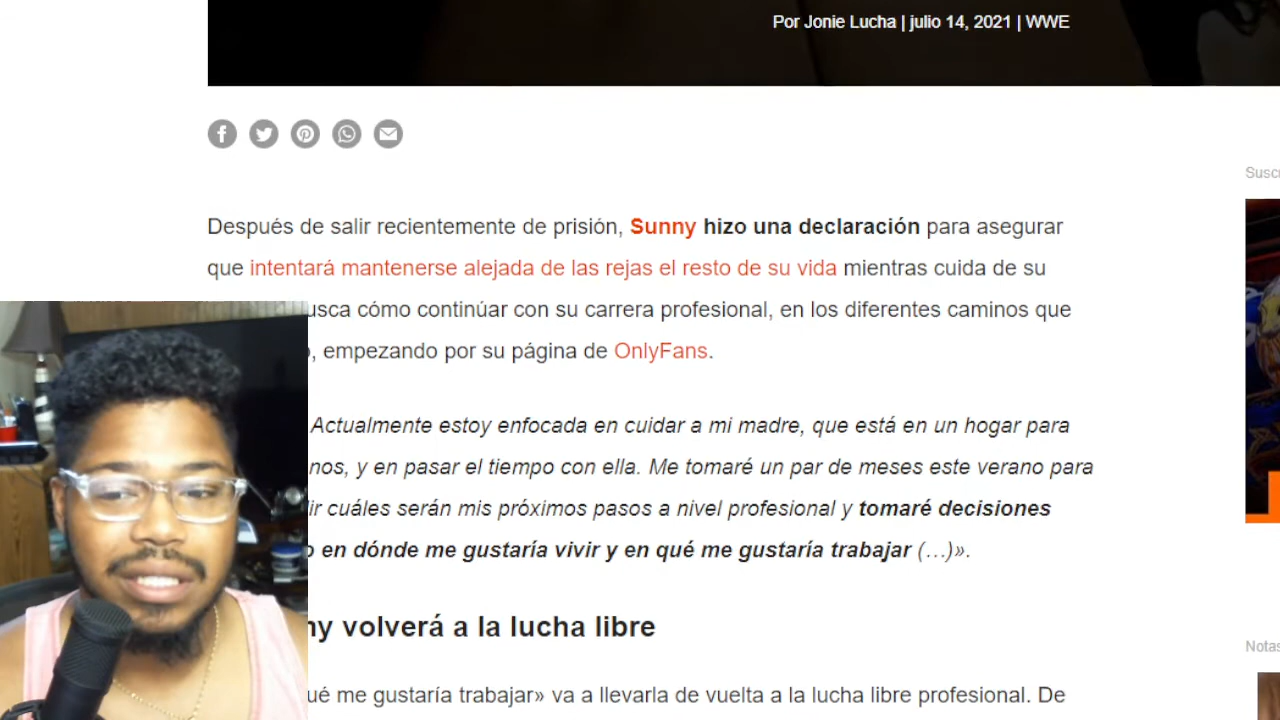 Por Jonie Lucha | julio 14, 2021 | WWE
Después de salir recientemente de prisión, Sunny hizo una declaración para asegurar
que intentará mantenerse alejada de las rejas el resto de su vida mientras cuida de su
usca cómo continúar con su carrera profesional, en los diferentes caminos que
, empezando por su página de OnlyFans.
Actualmente estoy enfocada en cuidar a mi madre, que está en un hogar para
nos, y en pasar el tiempo con ella. Me tomaré un par de meses este verano para
ir cuáles serán mis próximos pasos a nivel profesional y tomaré decisiones
o en dónde me gustaría vivir y en qué me gustaría trabajar (…)».
ny volverá a la lucha libre
ué me gustaría trabajar» va a llevarla de vuelta a la lucha libre profesional. De
Susc
Notas